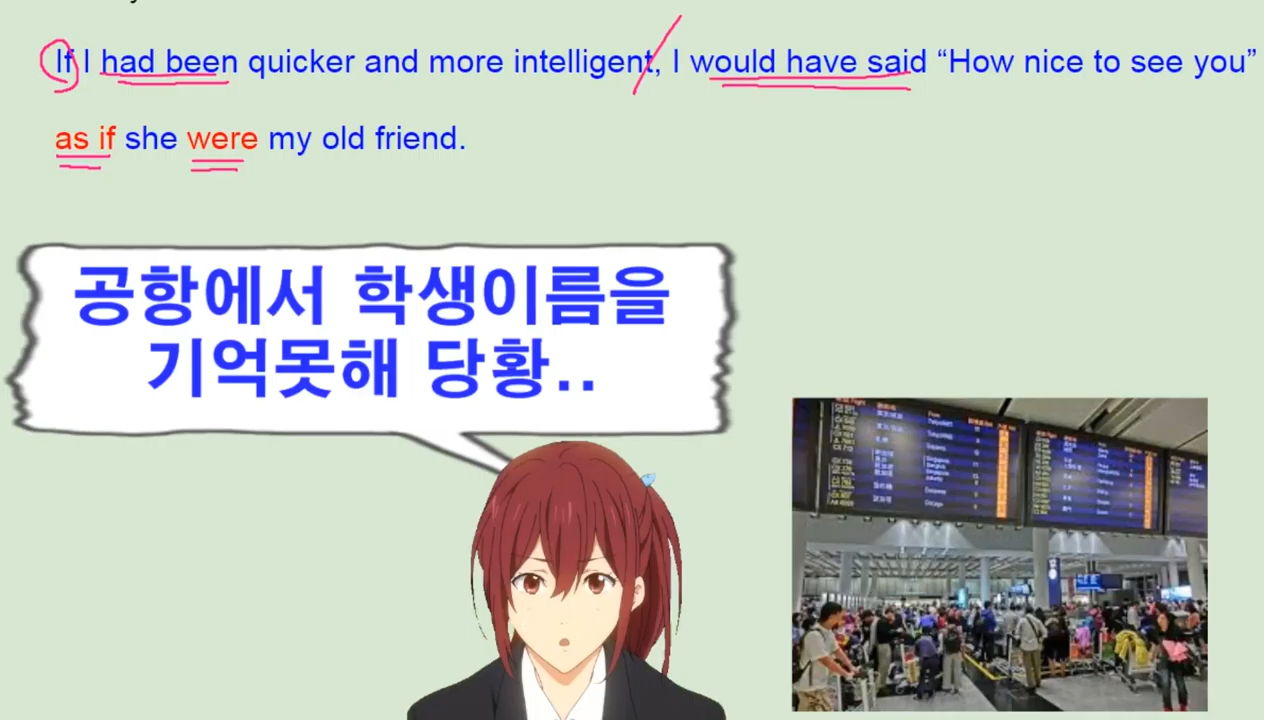 If I had been quicker and more intelligent, I would have said “How nice to see you”
as if she were my old friend.
공항에서 학생이름을
기억못해 당황..